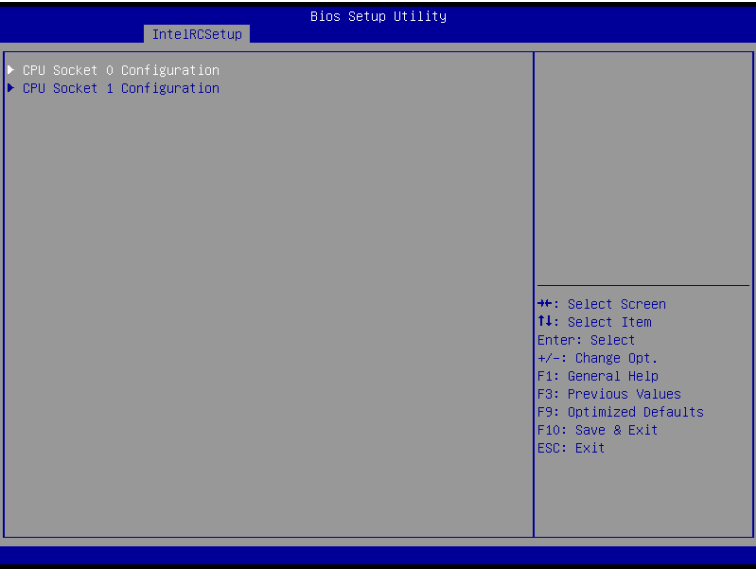 Bios Setup Utility
IntelRCSetup
CPU Socket 0 Configuration
CPU Socket 1 Configuration
→←: Select Screen
↑↓: Select Item
Enter: Select
+/-: Change Opt.
F1: General Help
F3: Previous Values
F9: Optimized Defaults
F10: Save & Exit
ESC: Exit